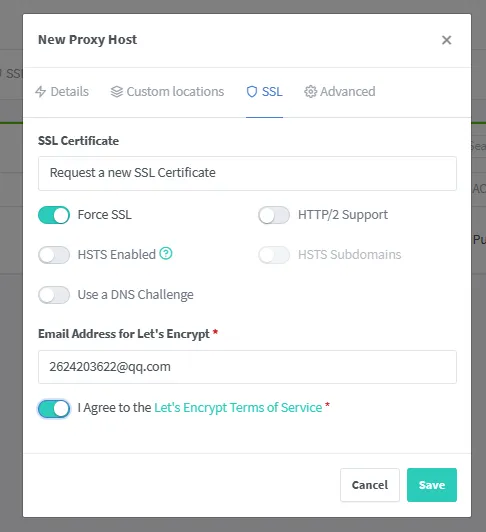 New Proxy Host
Details Custom locations SSL Advanced
SSL Certificate
Request a new SSL Certificate
Force SSL HTTP/2 Support
HSTS Enabled HSTS Subdomains
Use a DNS Challenge
Email Address for Let's Encrypt *
2624203622@qq.com
I Agree to the Let's Encrypt Terms of Service *
Cancel Save